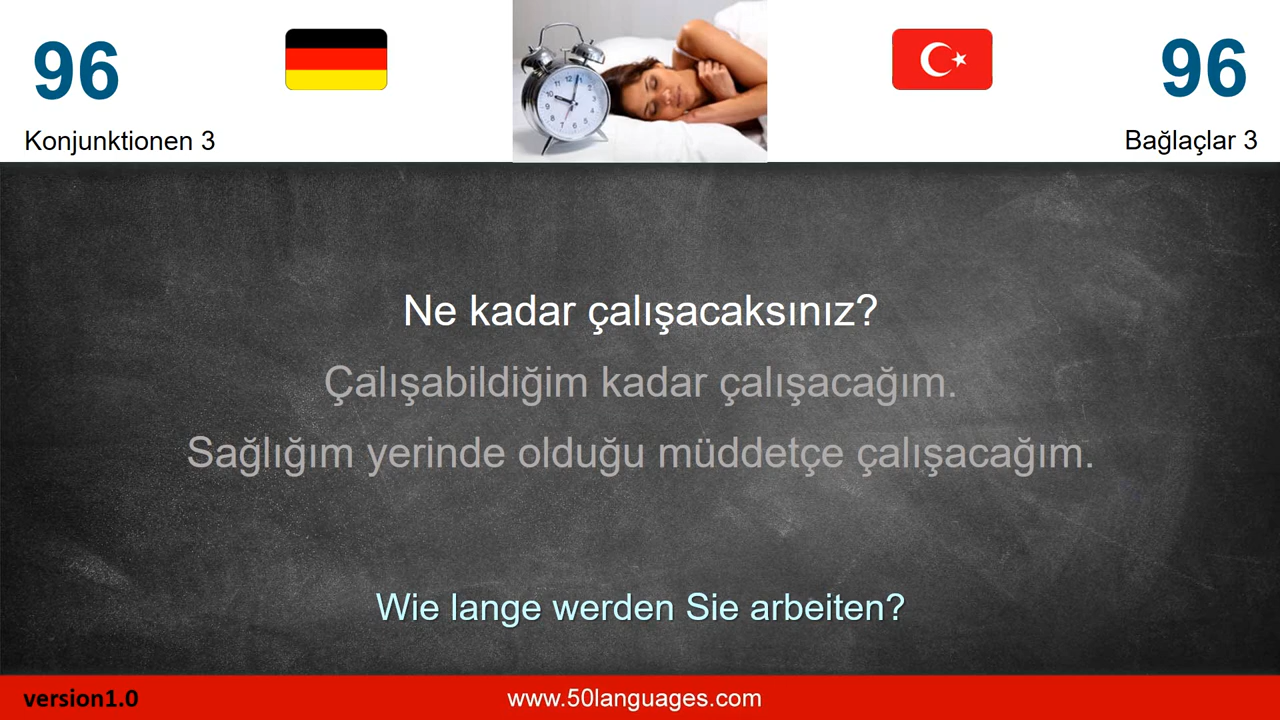 96
96
Konjunktionen 3
Bağlaçlar 3
Ne kadar çalışacaksınız?
Çalışabildiğim kadar çalışacağım.
Sağlığım yerinde olduğu müddetçe çalışacağım.
Wie lange werden Sie arbeiten?
version1.0
www.50languages.com